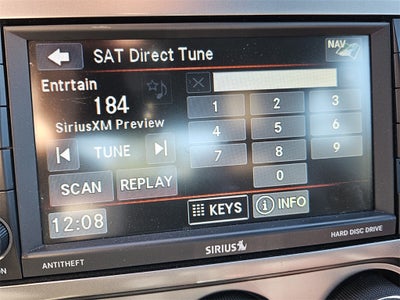 SAT Direct Tune
NAV
Entrtain
184
SiriusXM Preview
TUNE
SCAN REPLAY
12:08
1 2 3
4 5 6
7 8 9
0
KEYS INFO
SIRIUS
HARD DISC DRIVE
ANTITHEFT
ON